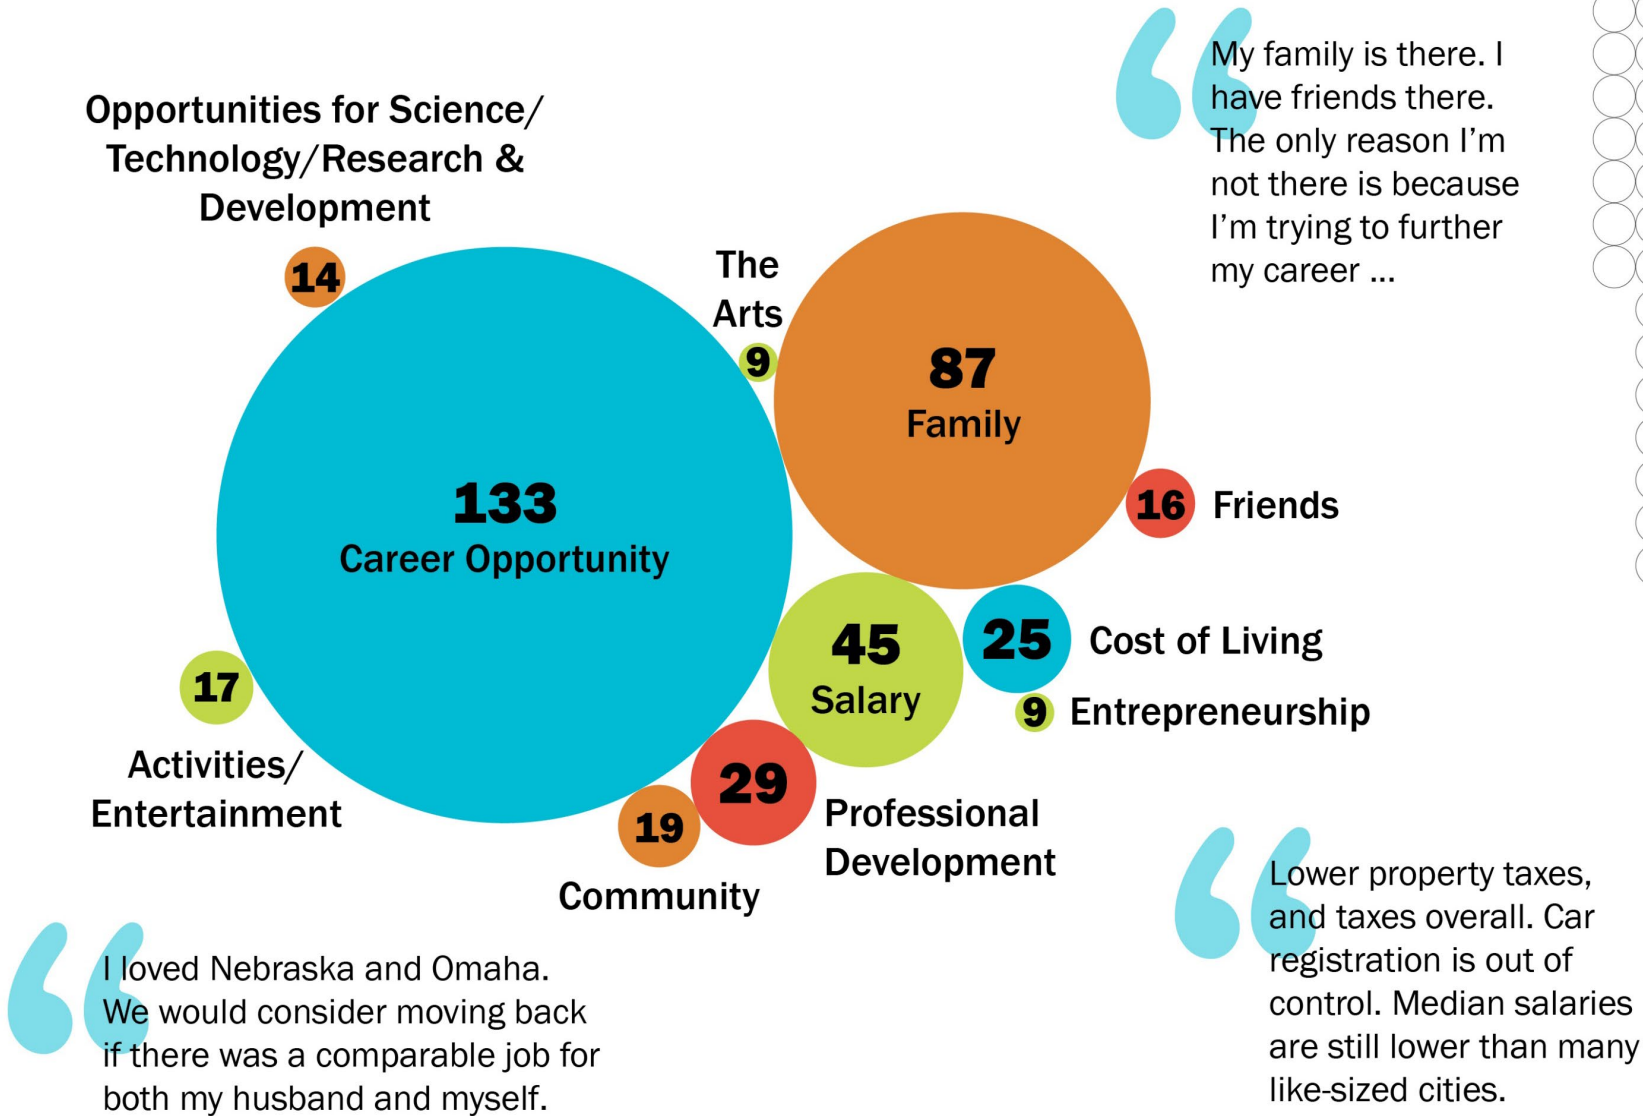 My family is there. I
have friends there.
The only reason I’m
not there is because
I’m trying to further
my career ...
Opportunities for Science/
Technology/Research &
Development
14
The
Arts
9
87
Family
133
Career Opportunity
16 Friends
45
Salary
25 Cost of Living
9 Entrepreneurship
17
Activities/
Entertainment
29
Professional
Development
19
Community
I loved Nebraska and Omaha.
We would consider moving back
if there was a comparable job for
both my husband and myself.
Lower property taxes,
and taxes overall. Car
registration is out of
control. Median salaries
are still lower than many
like-sized cities.